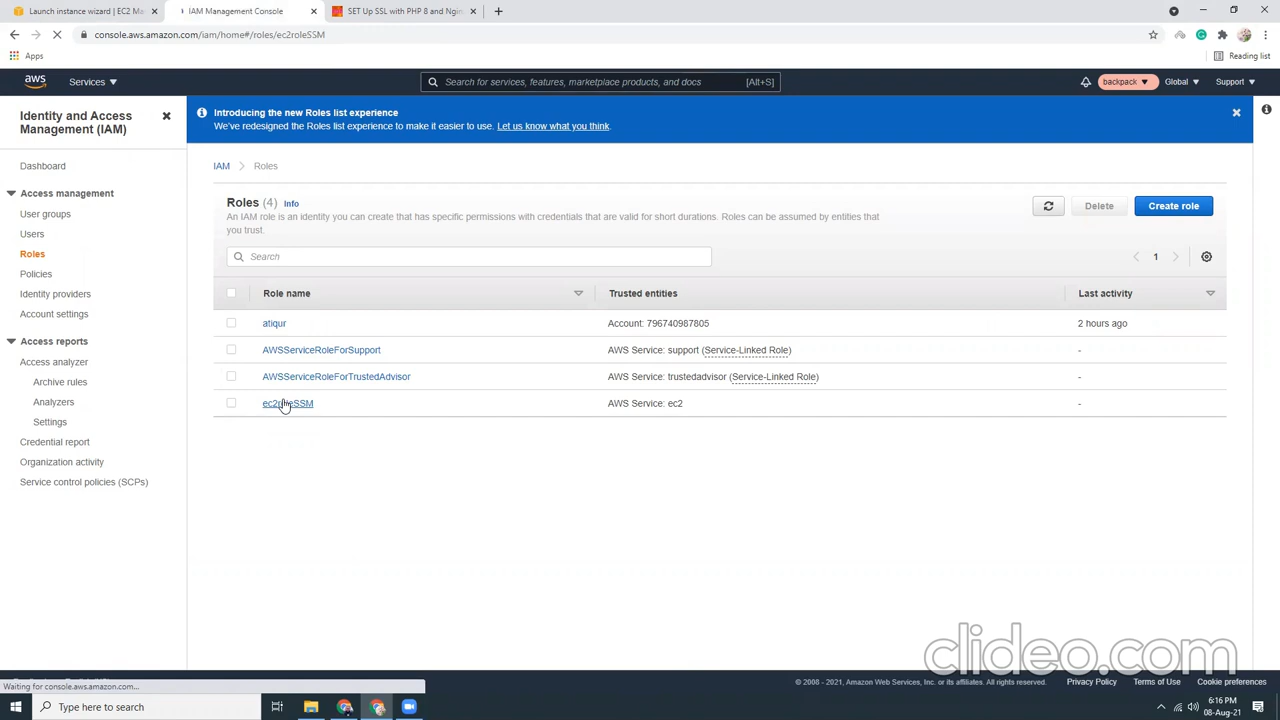 Launch instance wizard | EC2 Ma
IAM Management Console
SET Up SSL with PHP 8 and Ngin
console.aws.amazon.com/iam/home#/roles/ec2roleSSM
Apps
Reading list
aws
Services
Search for services, features, marketplace products, and docs
[Alt+S]
backpack
Global
Support
Identity and Access
Management (IAM)
Dashboard
Access management
User groups
Users
Roles
Policies
Identity providers
Account settings
Access reports
Access analyzer
Archive rules
Analyzers
Settings
Credential report
Organization activity
Service control policies (SCPs)
Introducing the new Roles list experience
We've redesigned the Roles list experience to make it easier to use. Let us know what you think.
IAM > Roles
Roles (4) Info
An IAM role is an identity you can create that has specific permissions with credentials that are valid for short durations. Roles can be assumed by entities that
you trust.
Delete
Create role
Search
1
Role name
Trusted entities
Last activity
atiqur
Account: 796740987805
2 hours ago
AWSServiceRoleForSupport
AWS Service: support (Service-Linked Role)
-
AWSServiceRoleForTrustedAdvisor
AWS Service: trustedadvisor (Service-Linked Role)
-
ec2roleSSM
AWS Service: ec2
-
clideo.com
Waiting for console.aws.amazon.com...
© 2008 - 2021, Amazon Web Services, Inc. or its affiliates. All rights reserved.
Privacy Policy
Terms of Use
Cookie preferences
Type here to search
6:16 PM
08-Aug-21